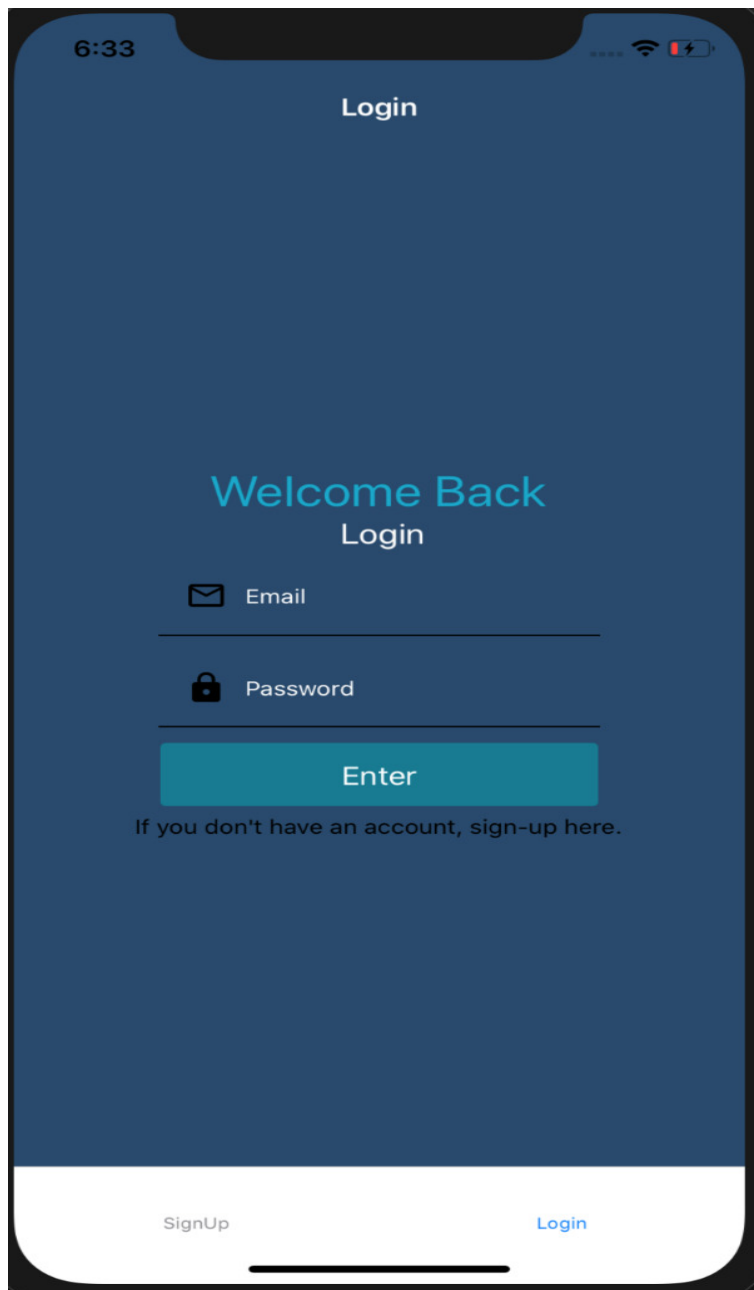 6:33
Login
Welcome Back
Login
Email
Password
Enter
If you don't have an account, sign-up here.
SignUp
Login